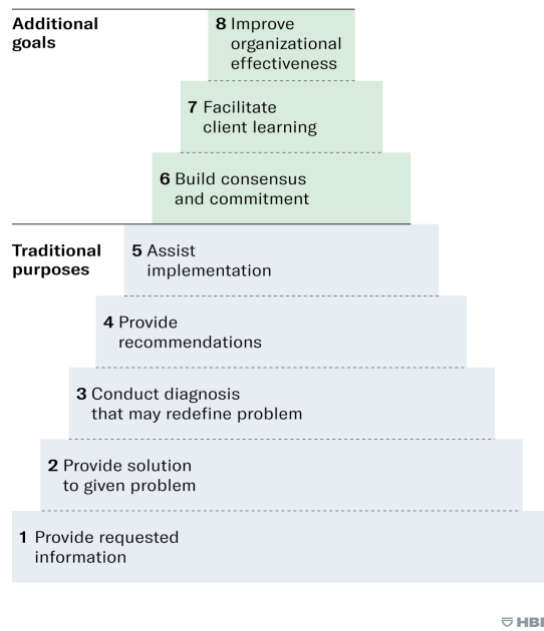 Additional
goals
8 Improve
organizational
effectiveness
7 Facilitate
client learning
6 Build consensus
and commitment
Traditional
purposes
5 Assist
implementation
4 Provide
recommendations
3 Conduct diagnosis
that may redefine problem
2 Provide solution
to given problem
1 Provide requested
information